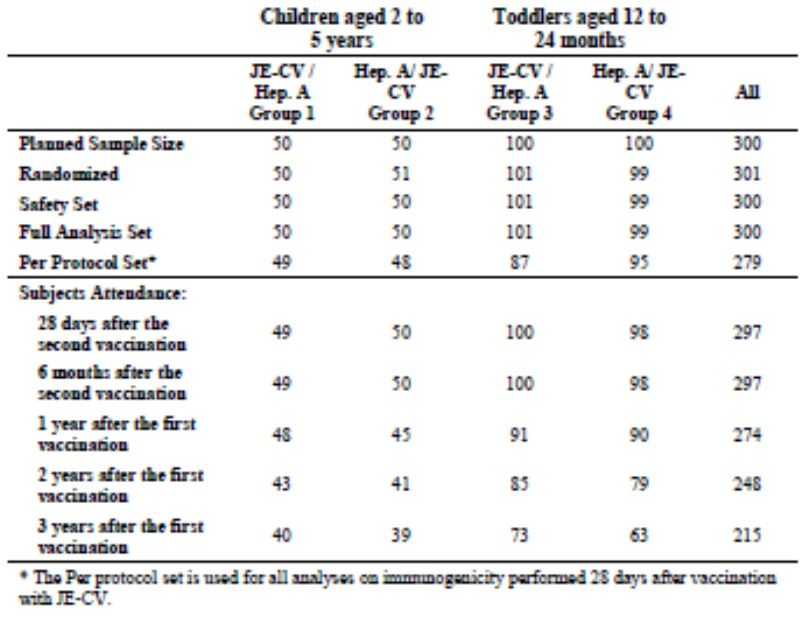 Children aged 2 to Toddlers aged 12 to
5 years 24 months
JE-CV / Hep. A/ JE- JE-CV / Hep. A/ JE-
Hep. A CV Hep. A CV All
Group 1 Group 2 Group 3 Group 4
Planned Sample Size 50 50 100 100 300
Randomized 50 51 101 99 301
Safety Set 50 50 101 99 300
Full Analysis Set 50 50 101 99 300
Per Protocol Set* 49 48 87 95 279
Subjects Attendance:
28 days after the
second vaccination 49 50 100 98 297
6 months after the
second vaccination 49 50 100 98 297
1 year after the first
vaccination 48 45 91 90 274
2 years after the first
vaccination 43 41 85 79 248
3 years after the first
vaccination 40 39 73 63 215
* The Per protocol set is used for all analyses on immunogenicity performed 28 days after vaccination
with JE-CV.